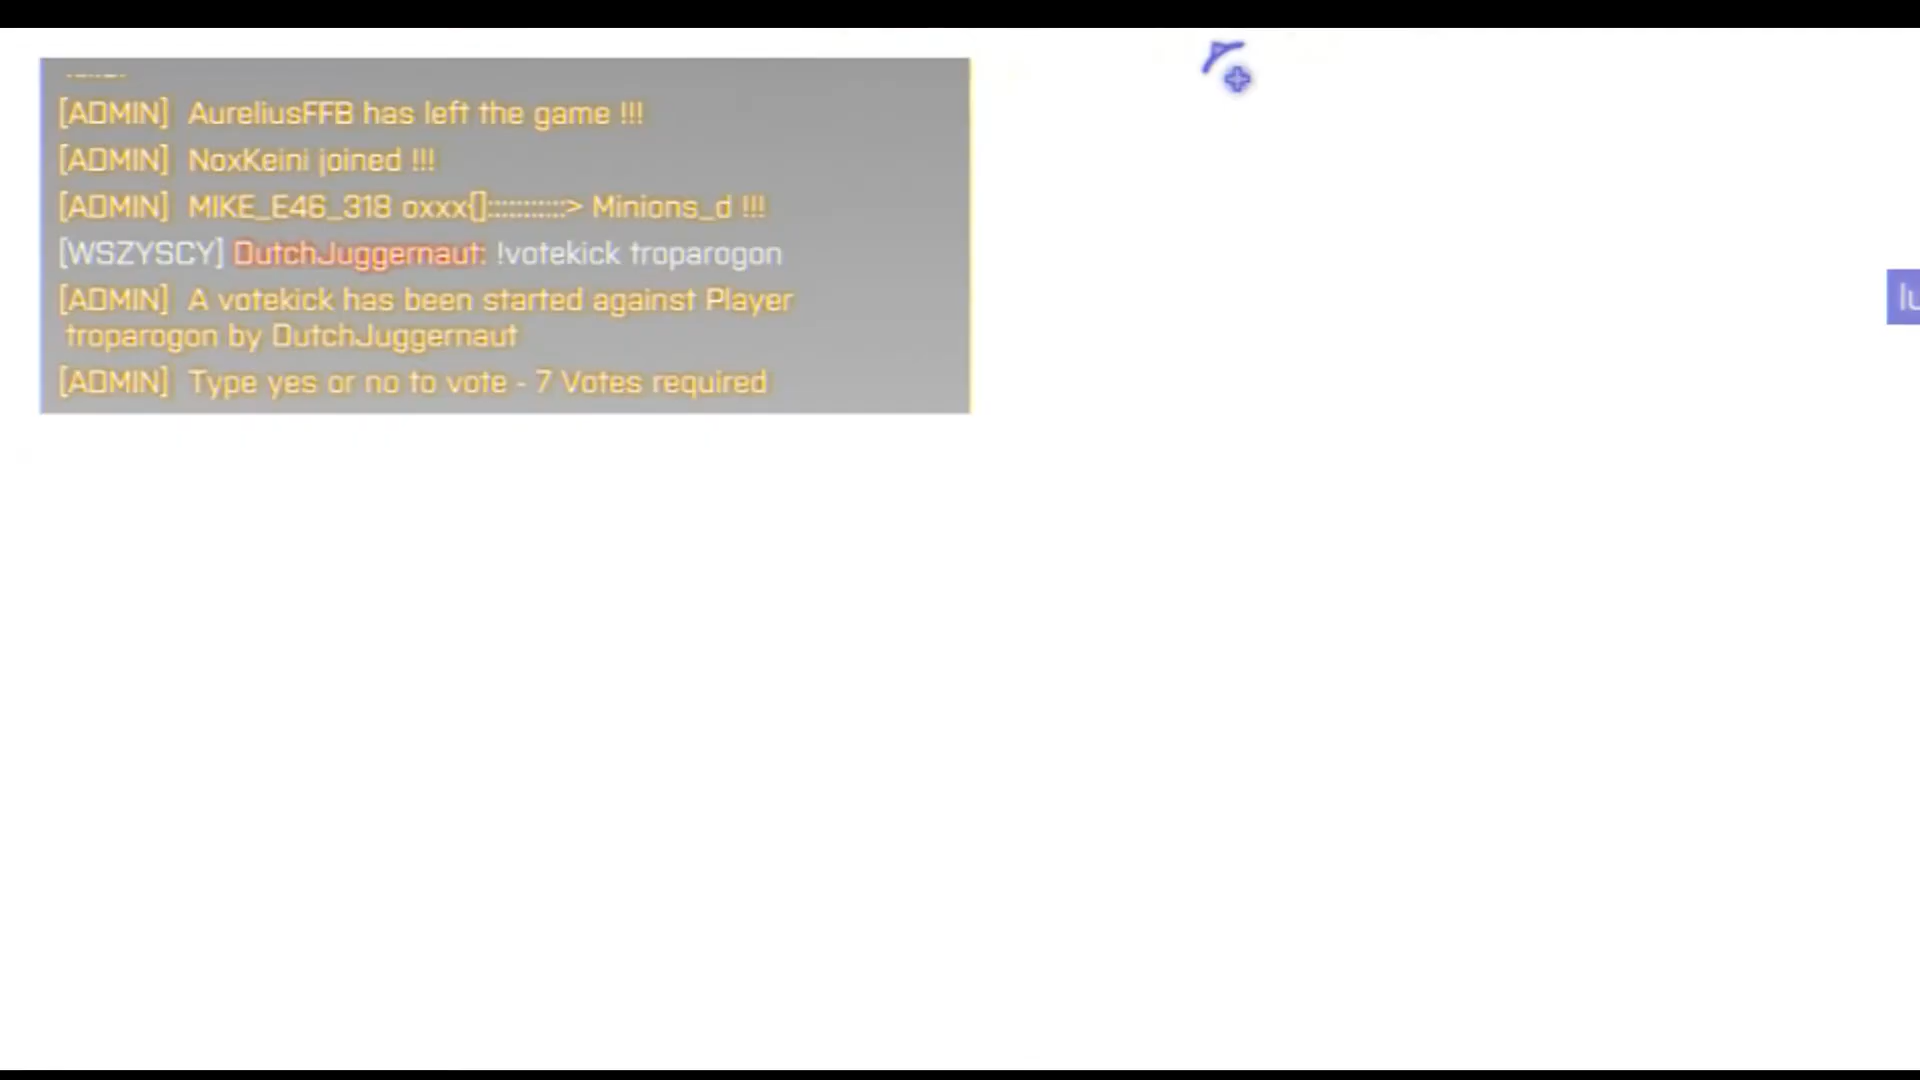 [ADMIN] AureliusFFB has left the game !!!
[ADMIN] NoxKeini joined !!!
[ADMIN] MIKE_E46_318 oxxx{]:::::::::::> Minions_d !!!
[WSZYSCY] DutchJuggernaut: !votekick troparogon
[ADMIN] A votekick has been started against Player
troparogon by DutchJuggernaut
[ADMIN] Type yes or no to vote - 7 Votes required